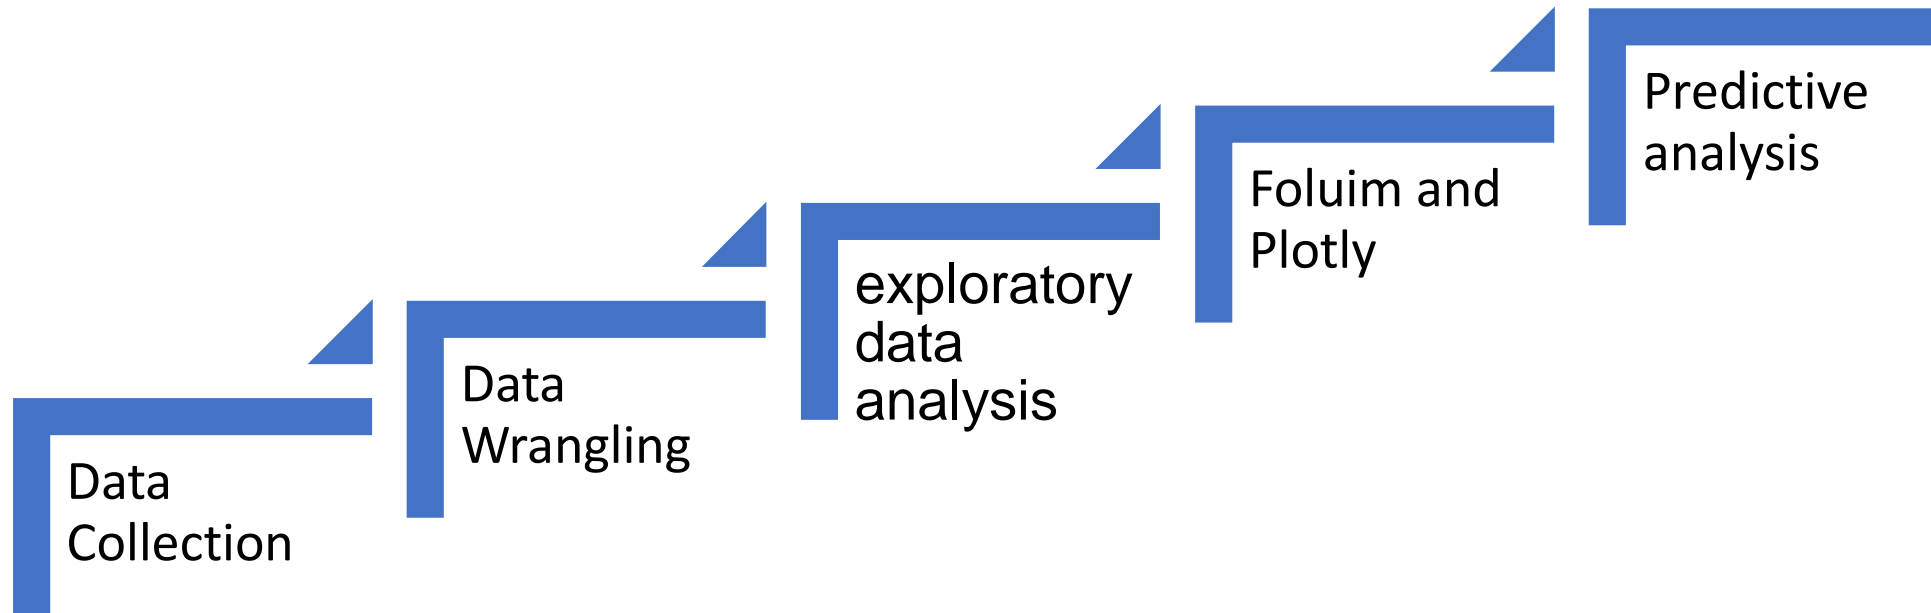 Data
Collection
Data
Wrangling
exploratory
data
analysis
Foluim and
Plotly
Predictive
analysis